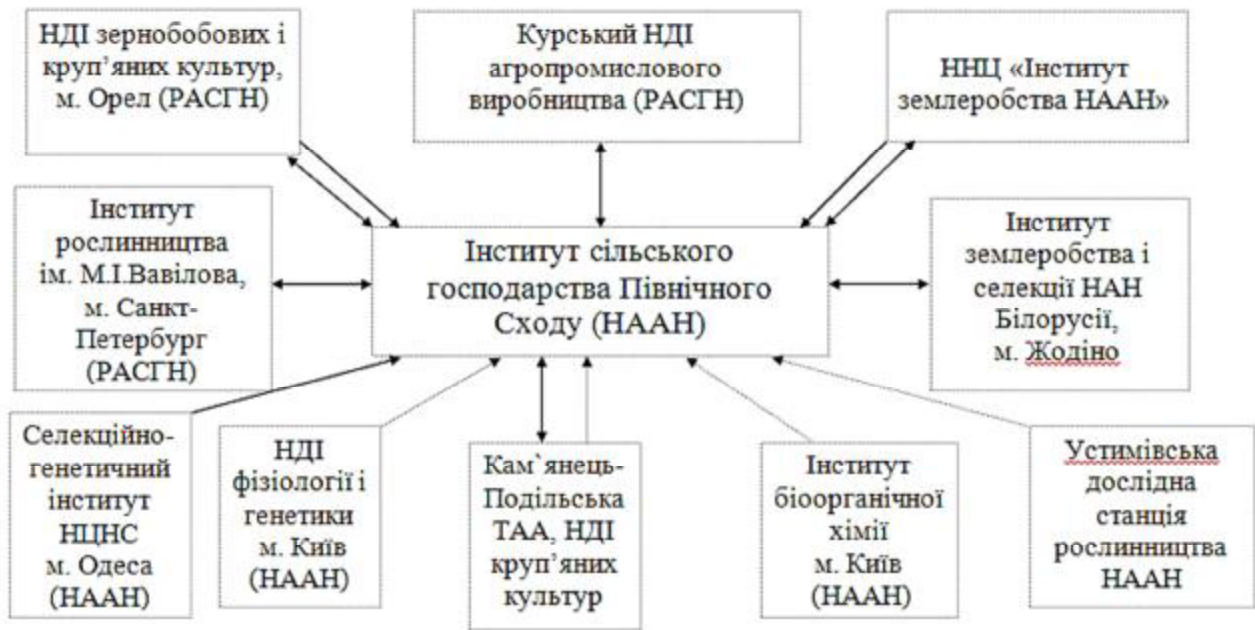 НДІ зернобобових і
круп’яних культур,
м. Орел (РАСГН)
Курський НДІ
агропромислового
виробництва (РАСГН)
ННЦ «Інститут
землеробства НААН»
Інститут
рослинництва
ім. М.І.Вавілова,
м. Санкт-
Петербург
(РАСГН)
Інститут сільського
господарства Північного
Сходу (НААН)
Інститут
землеробства і
селекції НАН
Білорусії,
м. Жодіно
Селекційно-
генетичний
інститут
НЦНС
м. Одеса
(НААН)
НДІ
фізіології і
генетики
м. Київ
(НААН)
Кам`янець-
Подільська
ТАА, НДІ
круп’яних
культур
Інститут
біоорганічної
хімії
м. Київ
(НААН)
Устимівська
дослідна
станція
рослинництва
НААН